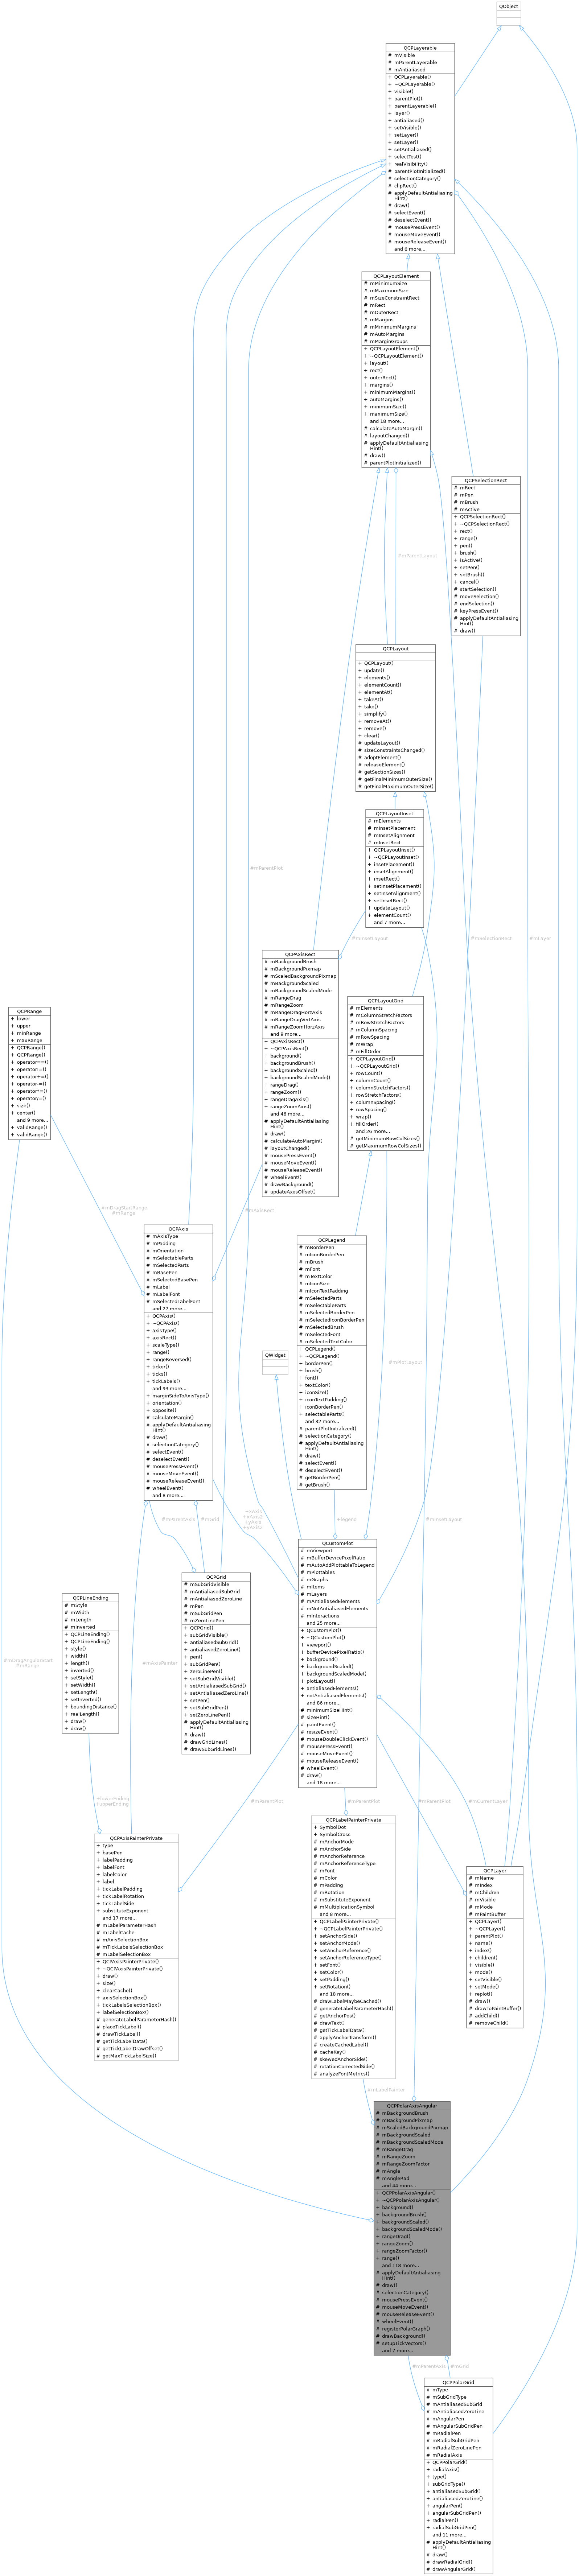 QObject
QCPLayerable
# mVisible
# mParentLayerable
# mAntialiased
+ QCPLayerable()
+ ~QCPLayerable()
+ visible()
+ parentPlot()
+ parentLayerable()
+ layer()
+ antialiased()
+ setVisible()
+ setLayer()
+ setLayer()
+ setAntialiased()
+ selectTest()
+ realVisibility()
# parentPlotInitialized()
# selectionCategory()
# clipRect()
# applyDefaultAntialiasing
Hint()
# draw()
# selectEvent()
# deselectEvent()
# mousePressEvent()
# mouseMoveEvent()
# mouseReleaseEvent()
and 6 more...
QCPLayoutElement
# mMinimumSize
# mMaximumSize
# mSizeConstraintRect
# mRect
# mOuterRect
# mMargins
# mMinimumMargins
# mAutoMargins
# mMarginGroups
+ QCPLayoutElement()
+ ~QCPLayoutElement()
+ layout()
+ rect()
+ outerRect()
+ margins()
+ minimumMargins()
+ autoMargins()
+ minimumSize()
+ maximumSize()
and 18 more...
# calculateAutoMargin()
# layoutChanged()
# applyDefaultAntialiasing
Hint()
# draw()
# parentPlotInitialized()
QCPSelectionRect
# mRect
# mPen
# mBrush
# mActive
+ QCPSelectionRect()
+ ~QCPSelectionRect()
+ rect()
+ range()
+ pen()
+ brush()
+ isActive()
+ setPen()
+ setBrush()
+ cancel()
# startSelection()
# moveSelection()
# endSelection()
# keyPressEvent()
# applyDefaultAntialiasing
Hint()
# draw()
#mParentLayout
QCPLayout
+ QCPLayout()
+ update()
+ elements()
+ elementCount()
+ elementAt()
+ takeAt()
+ take()
+ simplify()
+ removeAt()
+ remove()
+ clear()
# updateLayout()
# sizeConstraintsChanged()
# adoptElement()
# releaseElement()
# getSectionSizes()
# getFinalMinimumOuterSize()
# getFinalMaximumOuterSize()
QCPLayoutInset
# mElements
# mInsetPlacement
# mInsetAlignment
# mInsetRect
+ QCPLayoutInset()
+ ~QCPLayoutInset()
+ insetPlacement()
+ insetAlignment()
+ insetRect()
+ setInsetPlacement()
+ setInsetAlignment()
+ setInsetRect()
+ updateLayout()
+ elementCount()
and 7 more...
#mParentPlot
#mInsetLayout
#mSelectionRect
#mLayer
QCPAxisRect
# mBackgroundBrush
# mBackgroundPixmap
# mScaledBackgroundPixmap
# mBackgroundScaled
# mBackgroundScaledMode
# mRangeDrag
# mRangeZoom
# mRangeDragHorzAxis
# mRangeDragVertAxis
# mRangeZoomHorzAxis
and 9 more...
+ QCPAxisRect()
+ ~QCPAxisRect()
+ background()
+ backgroundBrush()
+ backgroundScaled()
+ backgroundScaledMode()
+ rangeDrag()
+ rangeZoom()
+ rangeDragAxis()
+ rangeZoomAxis()
and 46 more...
# applyDefaultAntialiasing
Hint()
# draw()
# calculateAutoMargin()
# layoutChanged()
# mousePressEvent()
# mouseMoveEvent()
# mouseReleaseEvent()
# wheelEvent()
# drawBackground()
# updateAxesOffset()
QCPLayoutGrid
# mElements
# mColumnStretchFactors
# mRowStretchFactors
# mColumnSpacing
# mRowSpacing
# mWrap
# mFillOrder
+ QCPLayoutGrid()
+ ~QCPLayoutGrid()
+ rowCount()
+ columnCount()
+ columnStretchFactors()
+ rowStretchFactors()
+ columnSpacing()
+ rowSpacing()
+ wrap()
+ fillOrder()
and 26 more...
# getMinimumRowColSizes()
# getMaximumRowColSizes()
QCPRange
+ lower
+ upper
+ minRange
+ maxRange
+ QCPRange()
+ QCPRange()
+ operator+=()
+ operator-=()
+ operator*=()
+ operator/=()
+ size()
+ center()
and 9 more...
+ validRange()
+ validRange()
#mDragStartRange
#mRange
#mAxisRect
QCPAxis
# mAxisType
# mPadding
# mOrientation
# mSelectableParts
# mSelectedParts
# mBasePen
# mSelectedBasePen
# mLabel
# mLabelFont
# mSelectedLabelFont
and 27 more...
+ QCPAxis()
+ ~QCPAxis()
+ axisType()
+ axisRect()
+ scaleType()
+ range()
+ rangeReversed()
+ ticker()
+ ticks()
+ tickLabels()
and 93 more...
+ marginSideToAxisType()
+ orientation()
+ opposite()
# calculateMargin()
# applyDefaultAntialiasing
Hint()
# draw()
# selectionCategory()
# selectEvent()
# deselectEvent()
# mousePressEvent()
# mouseMoveEvent()
# mouseReleaseEvent()
# wheelEvent()
and 8 more...
QCPLegend
# mBorderPen
# mIconBorderPen
# mBrush
# mFont
# mTextColor
# mIconSize
# mIconTextPadding
# mSelectedParts
# mSelectableParts
# mSelectedBorderPen
# mSelectedIconBorderPen
# mSelectedBrush
# mSelectedFont
# mSelectedTextColor
+ QCPLegend()
+ ~QCPLegend()
+ borderPen()
+ brush()
+ font()
+ textColor()
+ iconSize()
+ iconTextPadding()
+ iconBorderPen()
+ selectableParts()
and 32 more...
# parentPlotInitialized()
# selectionCategory()
# applyDefaultAntialiasing
Hint()
# draw()
# selectEvent()
# deselectEvent()
# getBorderPen()
# getBrush()
QWidget
#mPlotLayout
#mParentAxis
#mGrid
+xAxis
+xAxis2
+yAxis
+yAxis2
+legend
#mInsetLayout
QCustomPlot
# mViewport
# mBufferDevicePixelRatio
# mAutoAddPlottableToLegend
# mPlottables
# mGraphs
# mItems
# mLayers
# mAntialiasedElements
# mNotAntialiasedElements
# mInteractions
and 25 more...
+ QCustomPlot()
+ ~QCustomPlot()
+ viewport()
+ bufferDevicePixelRatio()
+ background()
+ backgroundScaled()
+ backgroundScaledMode()
+ plotLayout()
+ antialiasedElements()
+ notAntialiasedElements()
and 86 more...
# minimumSizeHint()
# sizeHint()
# paintEvent()
# resizeEvent()
# mouseDoubleClickEvent()
# mousePressEvent()
# mouseMoveEvent()
# mouseReleaseEvent()
# wheelEvent()
# draw()
and 18 more...
QCPGrid
# mSubGridVisible
# mAntialiasedSubGrid
# mAntialiasedZeroLine
# mPen
# mSubGridPen
# mZeroLinePen
+ QCPGrid()
+ subGridVisible()
+ antialiasedSubGrid()
+ antialiasedZeroLine()
+ pen()
+ subGridPen()
+ zeroLinePen()
+ setSubGridVisible()
+ setAntialiasedSubGrid()
+ setAntialiasedZeroLine()
+ setPen()
+ setSubGridPen()
+ setZeroLinePen()
# applyDefaultAntialiasing
Hint()
# draw()
# drawGridLines()
# drawSubGridLines()
QCPLineEnding
# mStyle
# mWidth
# mLength
# mInverted
+ QCPLineEnding()
+ QCPLineEnding()
+ style()
+ width()
+ length()
+ inverted()
+ setStyle()
+ setWidth()
+ setLength()
+ setInverted()
+ boundingDistance()
+ realLength()
+ draw()
+ draw()
#mDragAngularStart
#mRange
#mAxisPainter
+lowerEnding
+upperEnding
#mParentPlot
#mParentPlot
#mParentPlot
#mCurrentLayer
QCPAxisPainterPrivate
+ type
+ basePen
+ labelPadding
+ labelFont
+ labelColor
+ label
+ tickLabelPadding
+ tickLabelRotation
+ tickLabelSide
+ substituteExponent
and 17 more...
# mLabelParameterHash
# mLabelCache
# mAxisSelectionBox
# mTickLabelsSelectionBox
# mLabelSelectionBox
+ QCPAxisPainterPrivate()
+ ~QCPAxisPainterPrivate()
+ draw()
+ size()
+ clearCache()
+ axisSelectionBox()
+ tickLabelsSelectionBox()
+ labelSelectionBox()
# generateLabelParameterHash()
# placeTickLabel()
# drawTickLabel()
# getTickLabelData()
# getTickLabelDrawOffset()
# getMaxTickLabelSize()
QCPLabelPainterPrivate
+ SymbolDot
+ SymbolCross
# mAnchorMode
# mAnchorSide
# mAnchorReference
# mAnchorReferenceType
# mFont
# mColor
# mPadding
# mRotation
# mSubstituteExponent
# mMultiplicationSymbol
and 8 more...
+ QCPLabelPainterPrivate()
+ ~QCPLabelPainterPrivate()
+ setAnchorSide()
+ setAnchorMode()
+ setAnchorReference()
+ setAnchorReferenceType()
+ setFont()
+ setColor()
+ setPadding()
+ setRotation()
and 18 more...
# drawLabelMaybeCached()
# generateLabelParameterHash()
# getAnchorPos()
# drawText()
# getTickLabelData()
# applyAnchorTransform()
# createCachedLabel()
# cacheKey()
# skewedAnchorSide()
# rotationCorrectedSide()
# analyzeFontMetrics()
QCPLayer
# mName
# mIndex
# mChildren
# mVisible
# mMode
# mPaintBuffer
+ QCPLayer()
+ ~QCPLayer()
+ parentPlot()
+ name()
+ index()
+ children()
+ visible()
+ mode()
+ setVisible()
+ setMode()
+ replot()
# draw()
# drawToPaintBuffer()
# addChild()
# removeChild()
#mLabelPainter
QCPPolarAxisAngular
# mBackgroundBrush
# mBackgroundPixmap
# mScaledBackgroundPixmap
# mBackgroundScaled
# mBackgroundScaledMode
# mRangeDrag
# mRangeZoom
# mRangeZoomFactor
# mAngle
# mAngleRad
and 44 more...
+ QCPPolarAxisAngular()
+ ~QCPPolarAxisAngular()
+ background()
+ backgroundBrush()
+ backgroundScaled()
+ backgroundScaledMode()
+ rangeDrag()
+ rangeZoom()
+ rangeZoomFactor()
+ range()
and 118 more...
# applyDefaultAntialiasing
Hint()
# draw()
# selectionCategory()
# mousePressEvent()
# mouseMoveEvent()
# mouseReleaseEvent()
# wheelEvent()
# registerPolarGraph()
# drawBackground()
# setupTickVectors()
and 7 more...
#mParentAxis
#mGrid
QCPPolarGrid
# mType
# mSubGridType
# mAntialiasedSubGrid
# mAntialiasedZeroLine
# mAngularPen
# mAngularSubGridPen
# mRadialPen
# mRadialSubGridPen
# mRadialZeroLinePen
# mRadialAxis
+ QCPPolarGrid()
+ radialAxis()
+ type()
+ subGridType()
+ antialiasedSubGrid()
+ antialiasedZeroLine()
+ angularPen()
+ angularSubGridPen()
+ radialPen()
+ radialSubGridPen()
and 11 more...
# applyDefaultAntialiasing
Hint()
# draw()
# drawRadialGrid()
# drawAngularGrid()